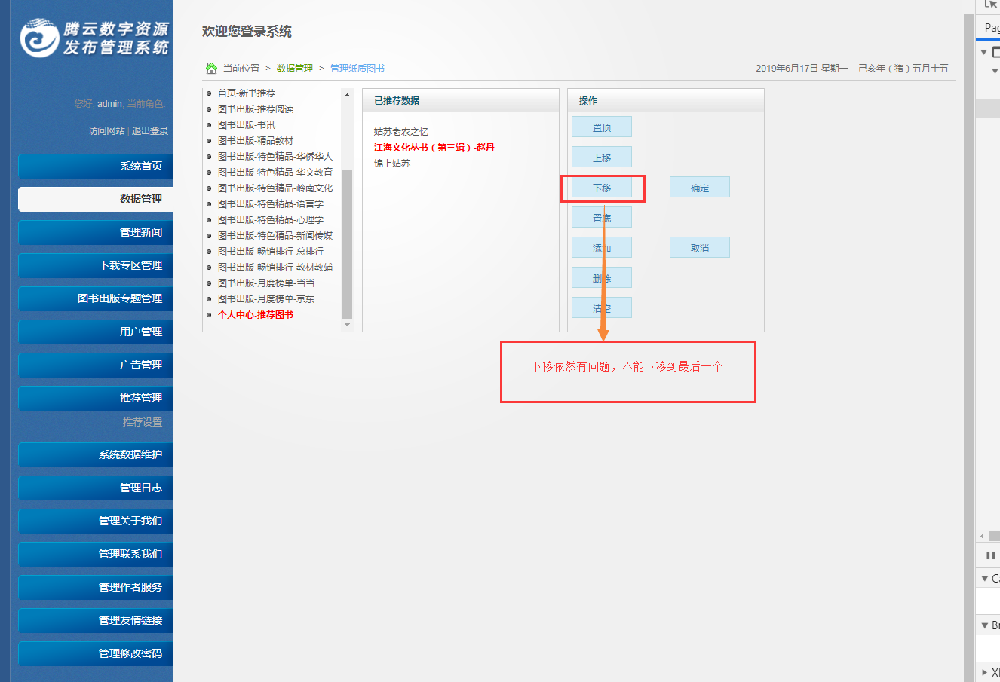 腾云数字资源
发布管理系统
您好, admin, 当前角色:
访问网站 | 退出登录
系统首页
数据管理
管理新闻
下载专区管理
图书出版专题管理
用户管理
广告管理
推荐管理
推荐设置
系统数据维护
管理日志
管理关于我们
管理联系我们
管理作者服务
管理友情链接
管理修改密码
欢迎您登录系统
当前位置 > 数据管理 > 管理纸质图书
2019年6月17日 星期一 己亥年（猪）五月十五
首页-新书推荐
图书出版-推荐阅读
图书出版-书讯
图书出版-精品教材
图书出版-特色精品-华侨华人
图书出版-特色精品-华文教育
图书出版-特色精品-岭南文化
图书出版-特色精品-语言学
图书出版-特色精品-心理学
图书出版-特色精品-新闻传媒
图书出版-畅销排行-总排行
图书出版-畅销排行-教材教辅
图书出版-月度榜单-当当
图书出版-月度榜单-京东
个人中心-推荐图书
已推荐数据
姑苏老农之忆
江海文化丛书（第三辑）-赵丹
锦上姑苏
操作
置顶
上移
下移
确定
置底
添加
取消
删除
清空
下移依然有问题，不能下移到最后一个
Pag
Ca
Br
XI